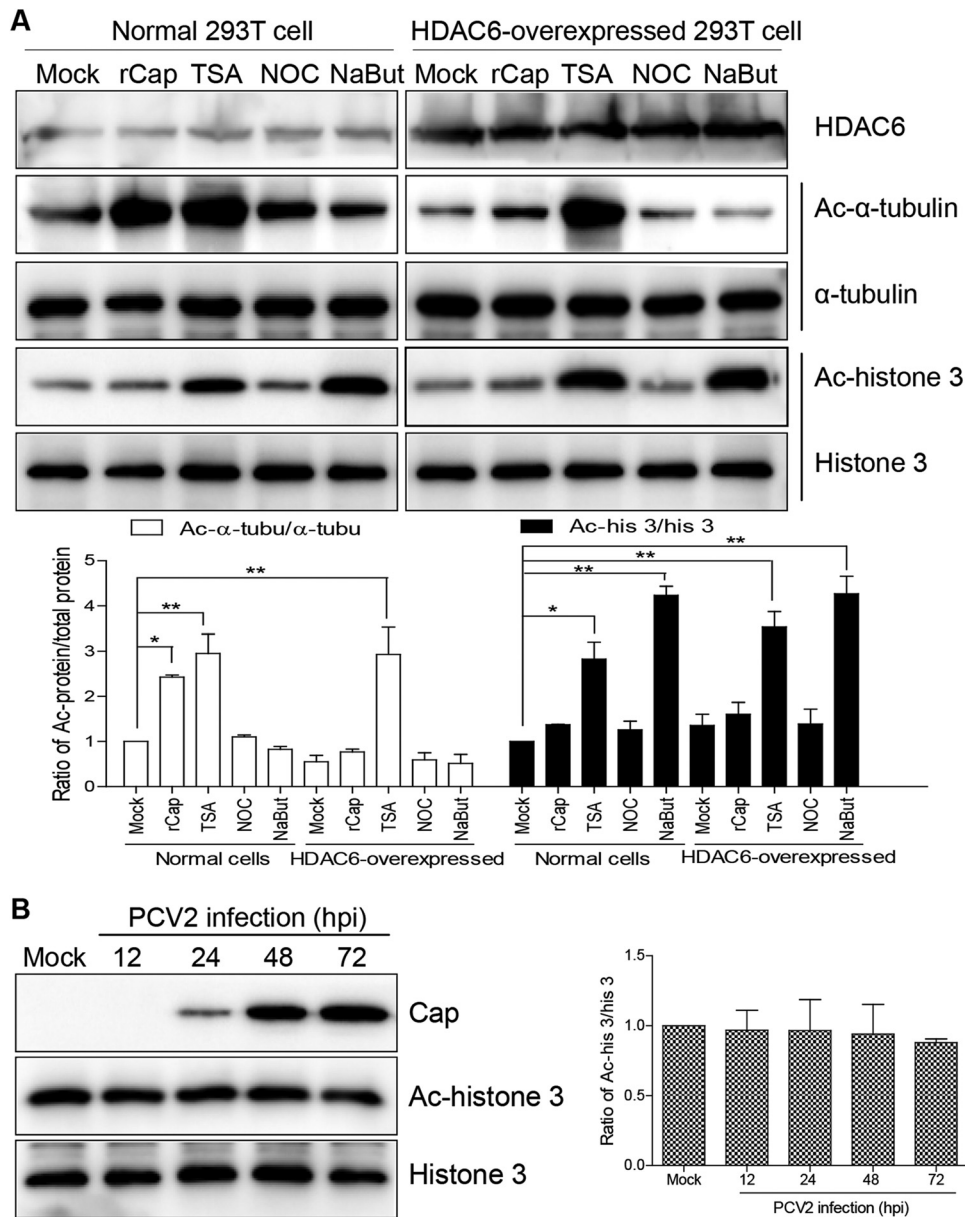 A
Normal 293T cell HDAC6-overexpressed 293T cell
Mock rCap TSA NOC NaBut Mock rCap TSA NOC NaBut
HDAC6
Ac-α-tubulin
α-tubulin
Ac-histone 3
Histone 3
Ac-α-tubu/α-tubu Ac-his 3/his 3
Ratio of Ac-protein/total protein
5
4
3
2
1
0
* ** ** * ** ** **
Mock rCap TSA NOC NaBut Mock rCap TSA NOC NaBut Mock rCap TSA NOC NaBut Mock rCap TSA NOC NaBut
Normal cells HDAC6-overexpressed Normal cells HDAC6-overexpressed
B
PCV2 infection (hpi)
Mock 12 24 48 72
Cap
Ac-histone 3
Histone 3
Ratio of Ac-his 3/his 3
1.5
1.0
0.5
0.0
Mock 12 24 48 72
PCV2 infection (hpi)